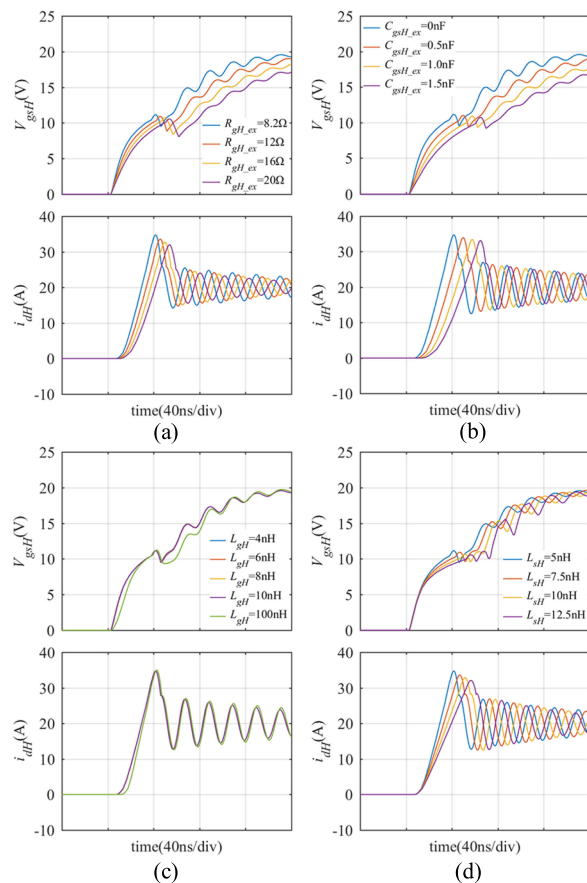 25
20
15
10
5
0
V_gsH(V)
R_gH_ex=8.2Ω
R_gH_ex=12Ω
R_gH_ex=16Ω
R_gH_ex=20Ω
40
30
20
10
0
-10
i_dH(A)
time(40ns/div)
(a)
25
20
15
10
5
0
V_gsH(V)
C_gsH_ex=0nF
C_gsH_ex=0.5nF
C_gsH_ex=1.0nF
C_gsH_ex=1.5nF
40
30
20
10
0
-10
i_dH(A)
time(40ns/div)
(b)
25
20
15
10
5
0
V_gsH(V)
L_gH=4nH
L_gH=6nH
L_gH=8nH
L_gH=10nH
L_gH=100nH
40
30
20
10
0
-10
i_dH(A)
time(40ns/div)
(c)
25
20
15
10
5
0
V_gsH(V)
L_sH=5nH
L_sH=7.5nH
L_sH=10nH
L_sH=12.5nH
40
30
20
10
0
-10
i_dH(A)
time(40ns/div)
(d)